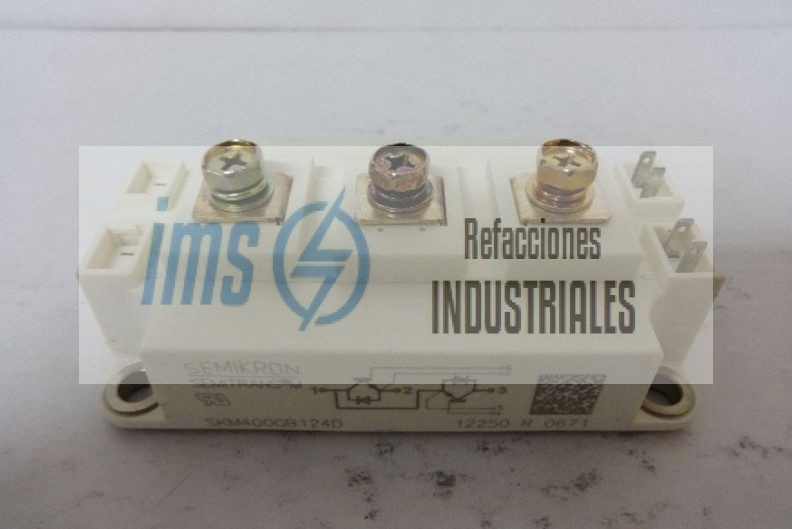 ims
Refacciones
INDUSTRIALES
SEMIKRON
SEMITRANS®M
1 2 3
SKM400GB124D
12250 R 0671